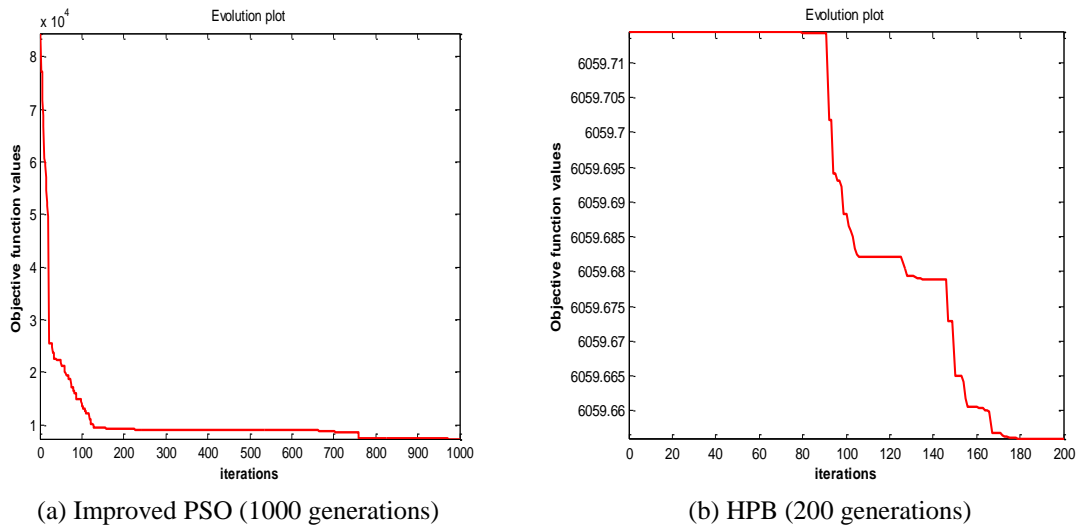 Evolution plot
x 10⁴
8
7
6
5
4
3
2
1
0 100 200 300 400 500 600 700 800 900 1000
Objective function values
iterations
(a) Improved PSO (1000 generations)
Evolution plot
6059.71
6059.705
6059.7
6059.695
6059.69
6059.685
6059.68
6059.675
6059.67
6059.665
6059.66
0 20 40 60 80 100 120 140 160 180 200
Objective function values
iterations
(b) HPB (200 generations)